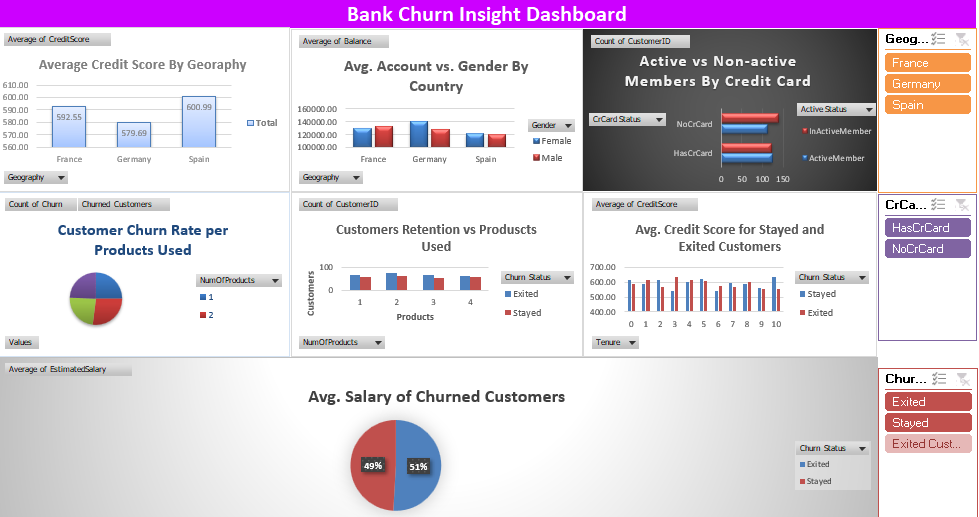 Bank Churn Insight Dashboard
Average of CreditScore
Average Credit Score By Georaphy
610.00
600.00
590.00
580.00
570.00
560.00
592.55
579.69
600.99
France
Germany
Spain
Total
Geography
Average of Balance
Avg. Account vs. Gender By
Country
160000.00
140000.00
120000.00
100000.00
France
Germany
Spain
Gender
Female
Male
Geography
Count of CustomerID
Active vs Non-active
Members By Credit Card
CrCard Status
NoCrCard
HasCrCard
0 50 100 150
Active Status
InActiveMember
ActiveMember
Geog...
France
Germany
Spain
Count of Churn
Churned Customers
Customer Churn Rate per
Products Used
NumOfProducts
1
2
Values
Count of CustomerID
Customers Retention vs Producsts
Used
Customers
100
0
1 2 3 4
Products
Churn Status
Exited
Stayed
NumOfProducts
Average of CreditScore
Avg. Credit Score for Stayed and
Exited Customers
700.00
600.00
500.00
400.00
0 1 2 3 4 5 6 7 8 9 10
Churn Status
Stayed
Exited
Tenure
CrCa...
HasCrCard
NoCrCard
Average of EstimatedSalary
Avg. Salary of Churned Customers
49%
51%
Churn Status
Exited
Stayed
Chur...
Exited
Stayed
Exited Cust...